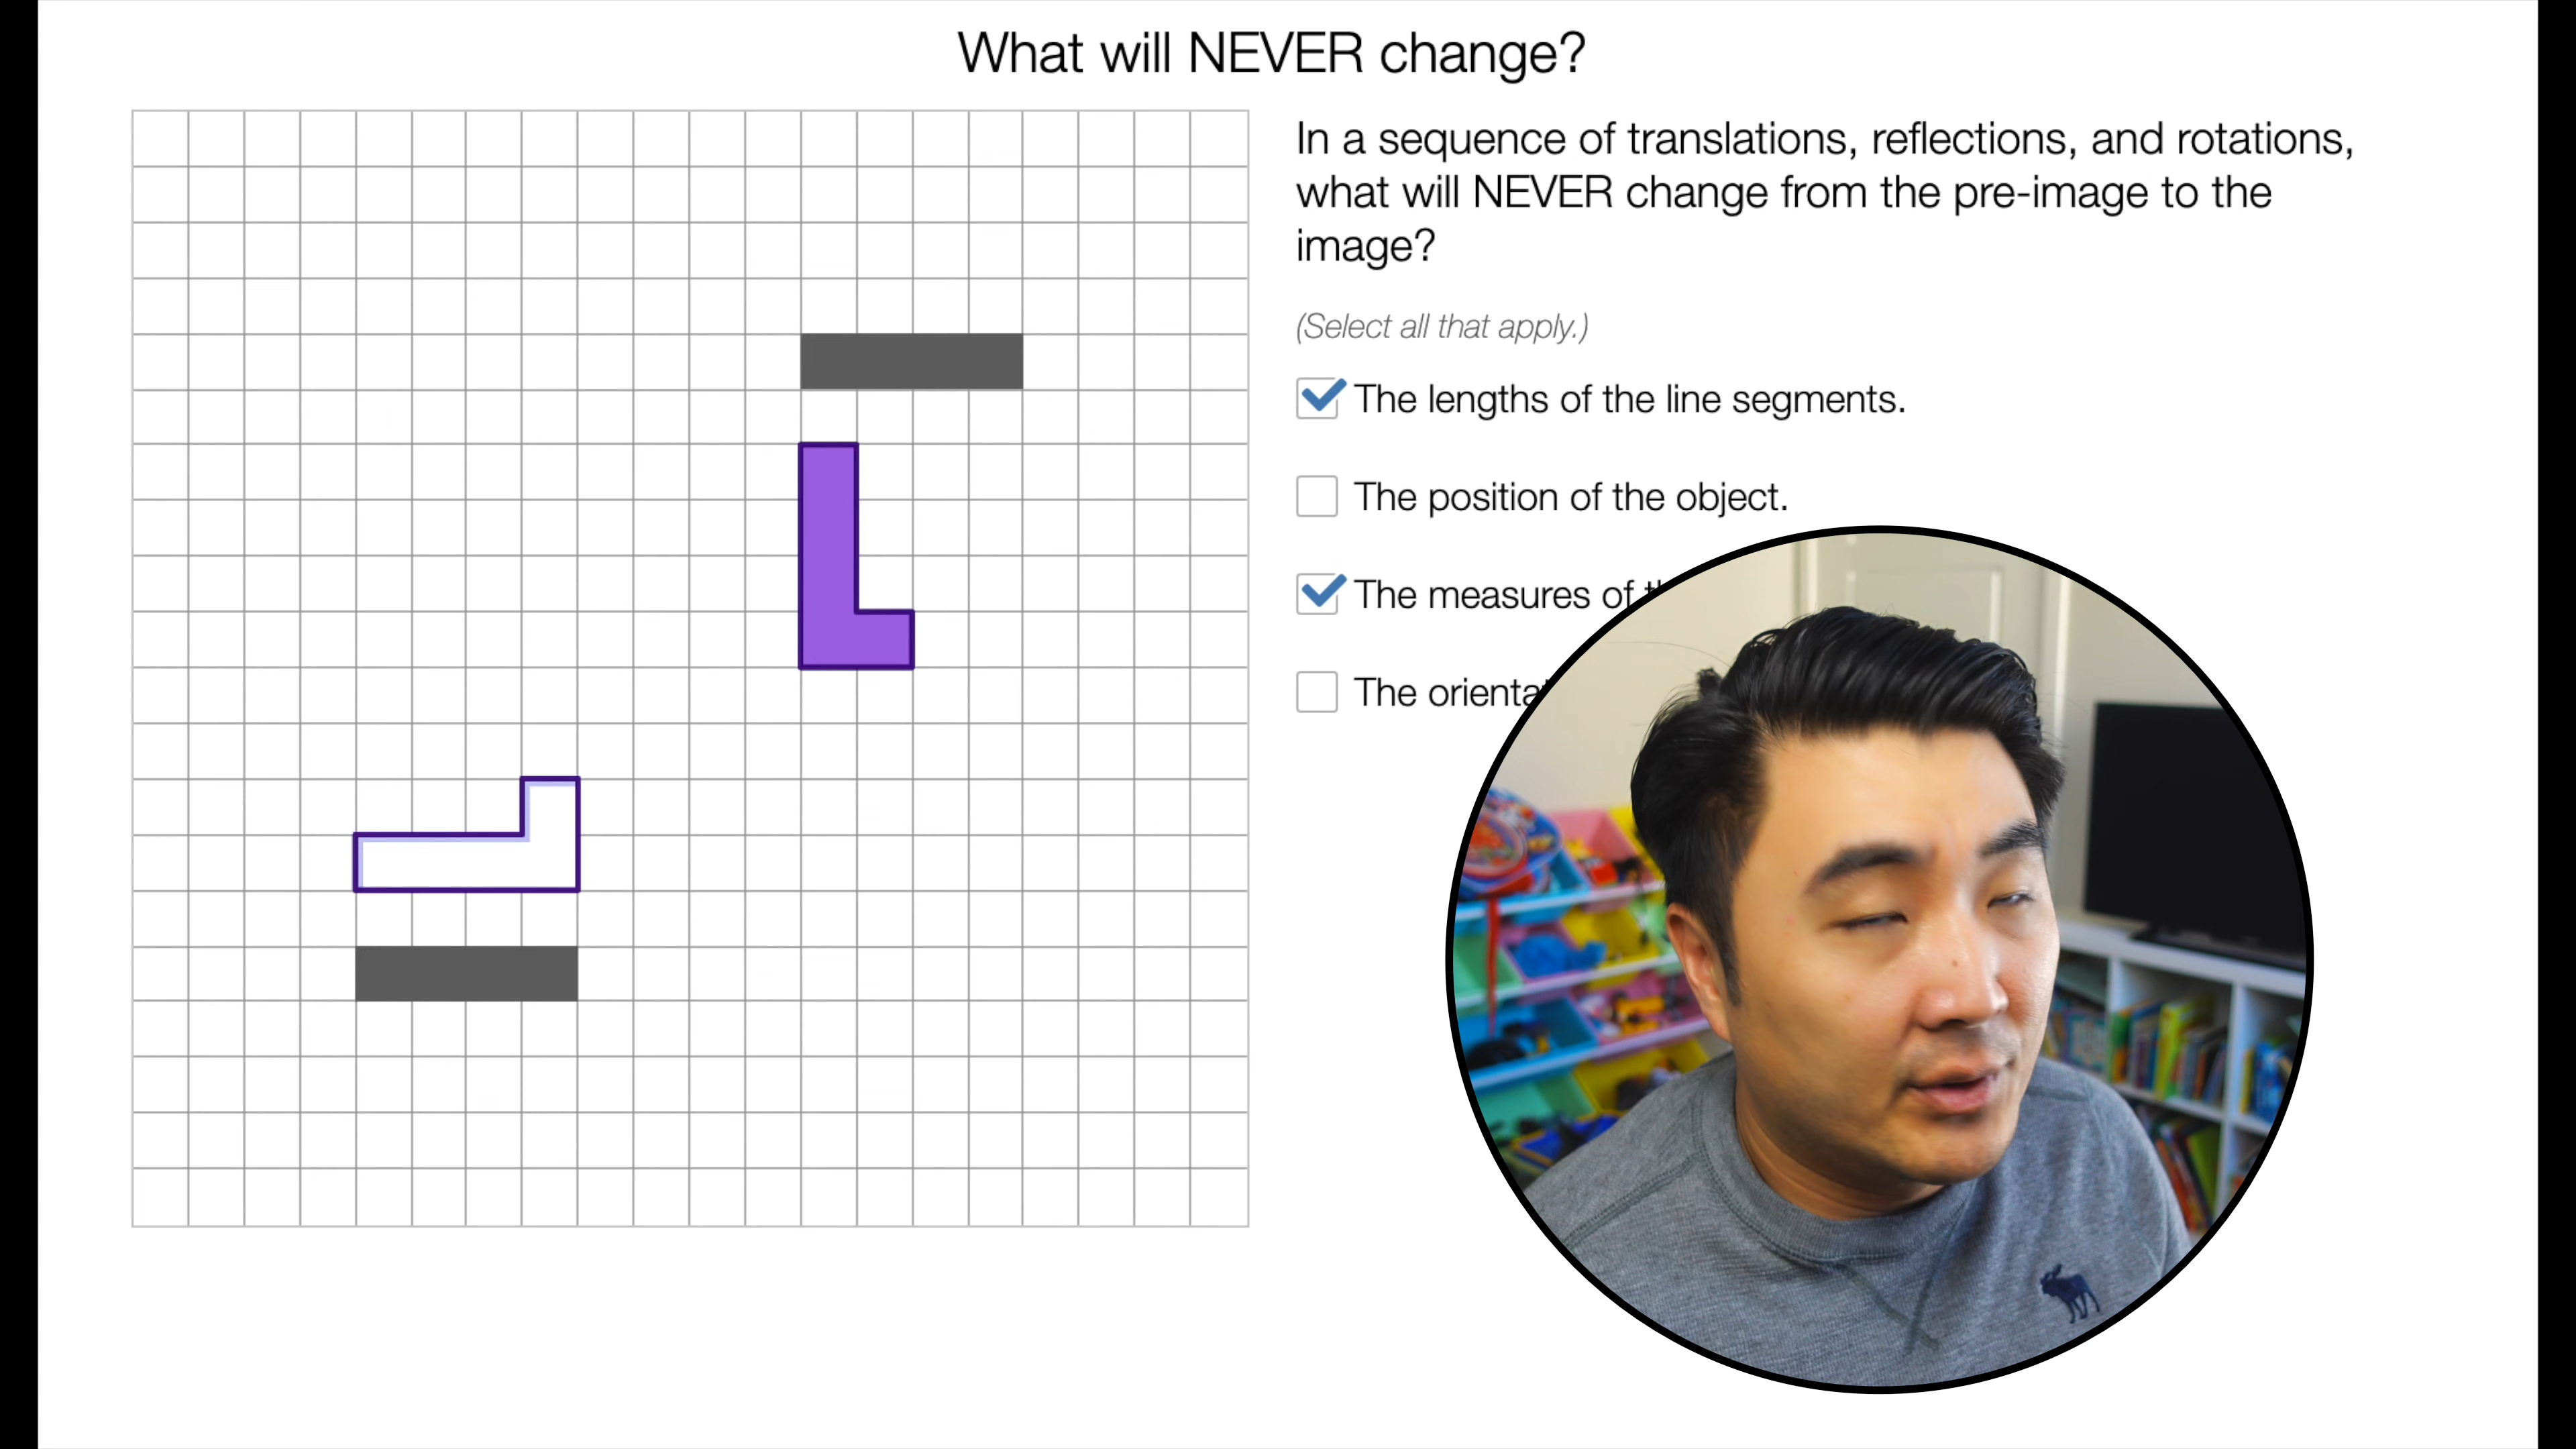 What will NEVER change?
In a sequence of translations, reflections, and rotations,
what will NEVER change from the pre-image to the
image?
(Select all that apply.)
The lengths of the line segments.
The position of the object.
The measures of
The